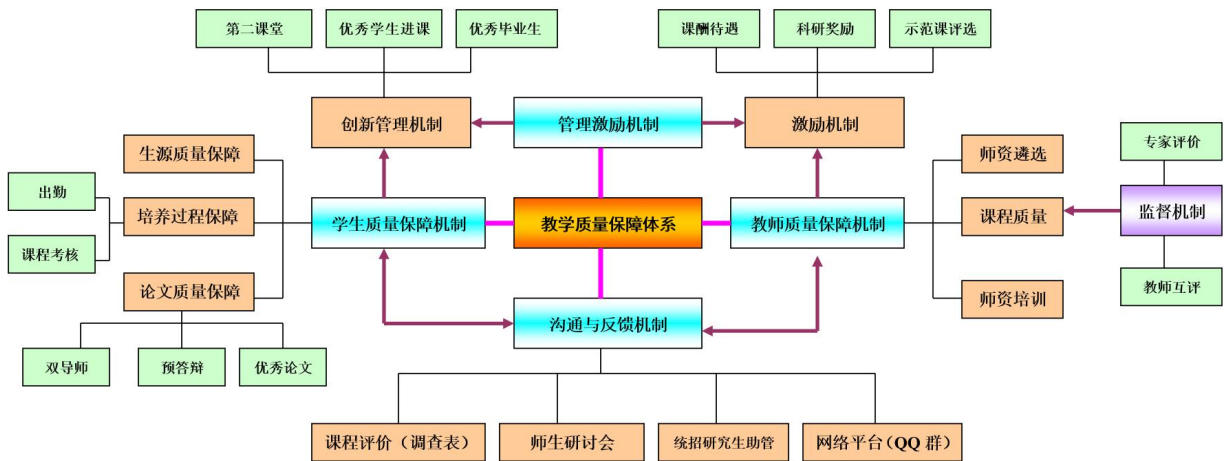 第二课堂
优秀学生进课
优秀毕业生
课酬待遇
科研奖励
示范课评选
创新管理机制
管理激励机制
激励机制
生源质量保障
师资遴选
专家评价
出勤
培养过程保障
学生质量保障机制
教学质量保障体系
教师质量保障机制
课程质量
监督机制
课程考核
论文质量保障
沟通与反馈机制
师资培训
教师互评
双导师
预答辩
优秀论文
课程评价（调查表）
师生研讨会
统招研究生助管
网络平台（QQ 群）